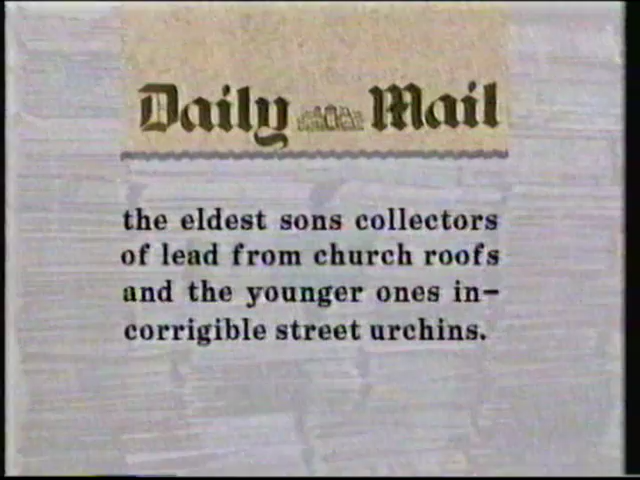 Daily Mail
the eldest sons collectors
of lead from church roofs
and the younger ones in-
corrigible street urchins.